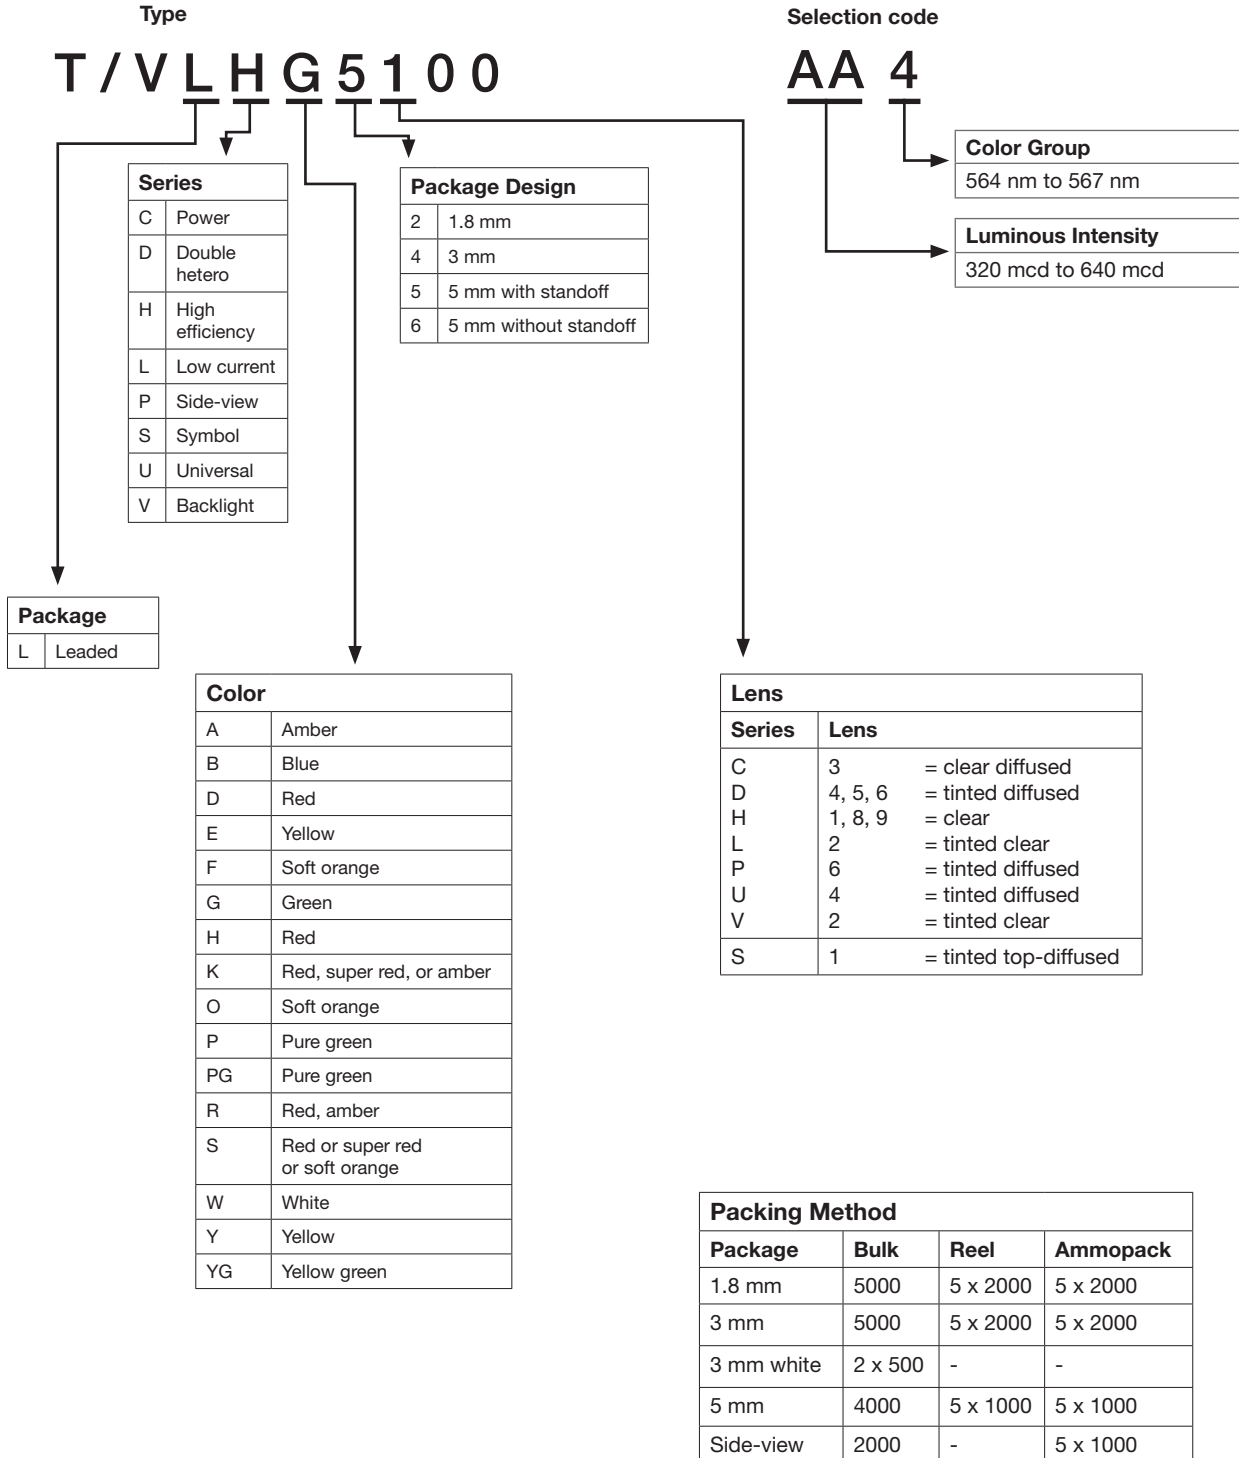 Type
Selection code
T/VLHG5100
AA 4
Color Group
564 nm to 567 nm
Luminous Intensity
320 mcd to 640 mcd
Series
C Power
D Double
hetero
H High
efficiency
L Low current
P Side-view
S Symbol
U Universal
V Backlight
Package Design
2 1.8 mm
4 3 mm
5 5 mm with standoff
6 5 mm without standoff
Package
L Leaded
Color
A Amber
B Blue
D Red
E Yellow
F Soft orange
G Green
H Red
K Red, super red, or amber
O Soft orange
P Pure green
PG Pure green
R Red, amber
S Red or super red
or soft orange
W White
Y Yellow
YG Yellow green
Lens
Series Lens
C 3 = clear diffused
D 4, 5, 6 = tinted diffused
H 1, 8, 9 = clear
L 2 = tinted clear
P 6 = tinted diffused
U 4 = tinted diffused
V 2 = tinted clear
S 1 = tinted top-diffused
Packing Method
Package Bulk Reel Ammopack
1.8 mm 5000 5 x 2000 5 x 2000
3 mm 5000 5 x 2000 5 x 2000
3 mm white 2 x 500 - -
5 mm 4000 5 x 1000 5 x 1000
Side-view 2000 - 5 x 1000